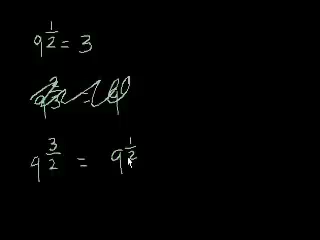 9^{1/2} = 3
9^{3/2} = 9^{1/2}